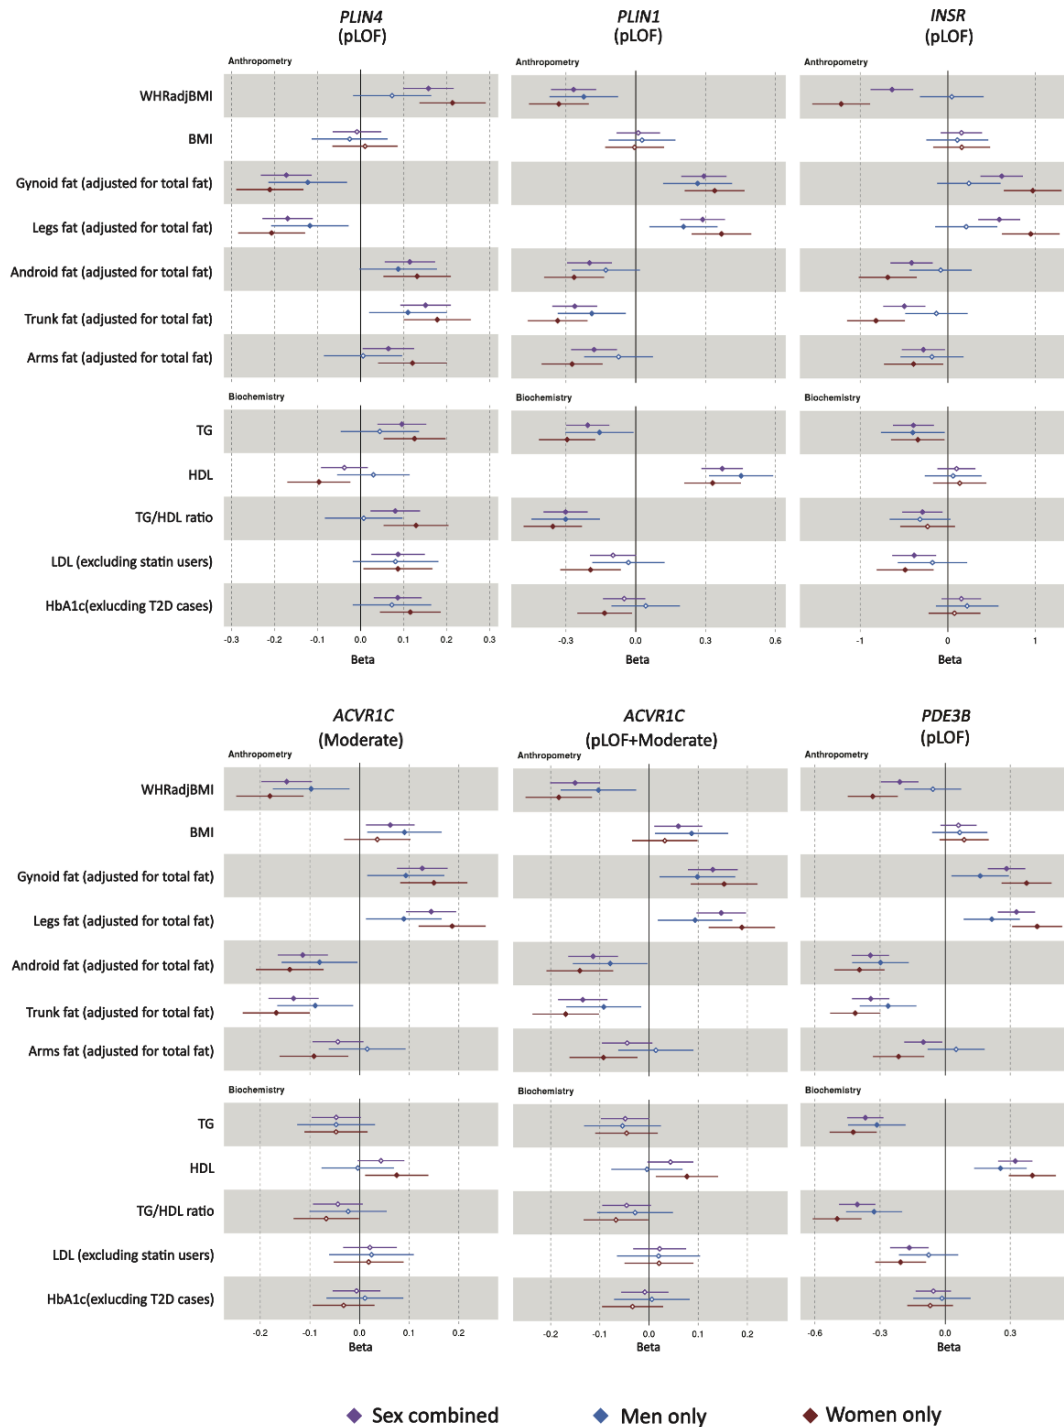 PLIN4
(pLOF)
PLIN1
(pLOF)
INSR
(pLOF)
Anthropometry
Anthropometry
Anthropometry
WHRadjBMI
BMI
Gynoid fat (adjusted for total fat)
Legs fat (adjusted for total fat)
Android fat (adjusted for total fat)
Trunk fat (adjusted for total fat)
Arms fat (adjusted for total fat)
Biochemistry
Biochemistry
Biochemistry
TG
HDL
TG/HDL ratio
LDL (excluding statin users)
HbA1c(exlucding T2D cases)
-0.3 -0.2 -0.1 0.0 0.1 0.2 0.3
-0.3 0.0 0.3 0.6
-1 0 1
Beta
Beta
Beta
ACVR1C
(Moderate)
ACVR1C
(pLOF+Moderate)
PDE3B
(pLOF)
Anthropometry
Anthropometry
Anthropometry
WHRadjBMI
BMI
Gynoid fat (adjusted for total fat)
Legs fat (adjusted for total fat)
Android fat (adjusted for total fat)
Trunk fat (adjusted for total fat)
Arms fat (adjusted for total fat)
Biochemistry
Biochemistry
Biochemistry
TG
HDL
TG/HDL ratio
LDL (excluding statin users)
HbA1c(exlucding T2D cases)
-0.2 -0.1 0.0 0.1 0.2
-0.2 -0.1 0.0 0.1 0.2
-0.6 -0.3 0.0 0.3
Beta
Beta
Beta
Sex combined
Men only
Women only